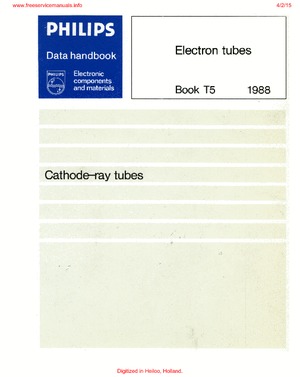 www.freeservicemanuals.info
4/2/15
PHILIPS
Data handbook
PHILIPS
Electronic
components
and materials
Electron tubes
Book T5 1988
Cathode-ray tubes
Digitized in Heiloo, Holland.